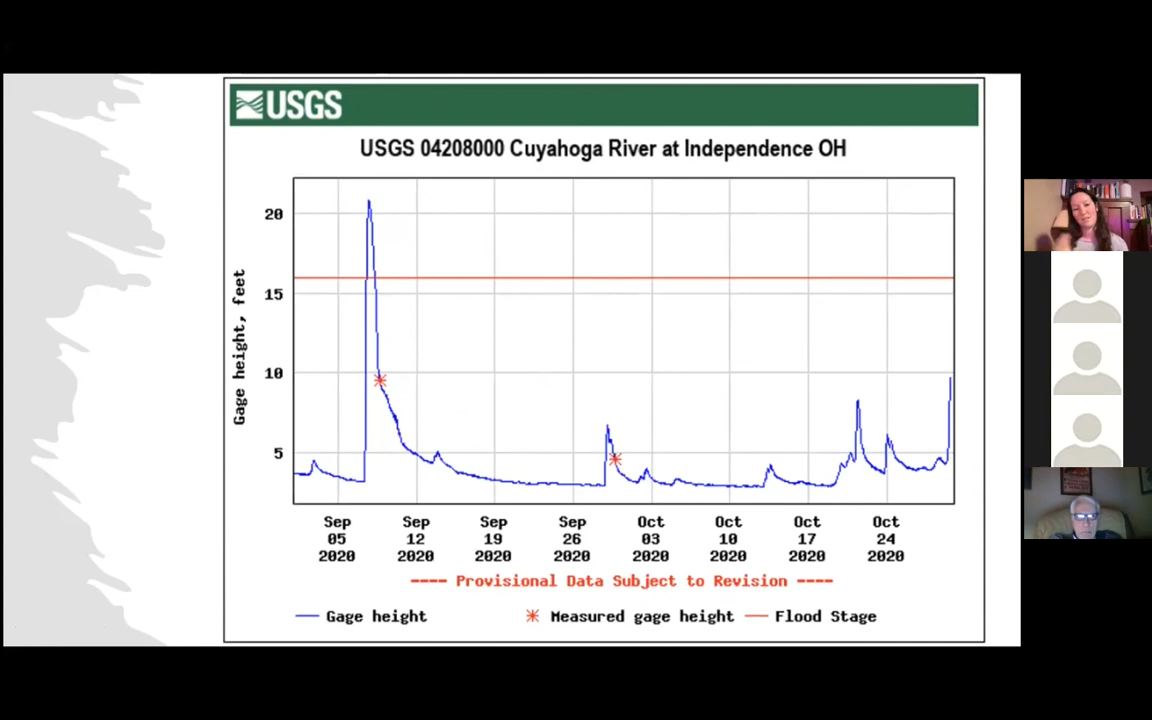 USGS
USGS 04208000 Cuyahoga River at Independence OH
20
15
10
5
Gage height, feet
Sep Sep Sep Sep Oct Oct Oct Oct
05 12 19 26 03 10 17 24
2020 2020 2020 2020 2020 2020 2020 2020
---- Provisional Data Subject to Revision ----
Gage height Measured gage height Flood Stage